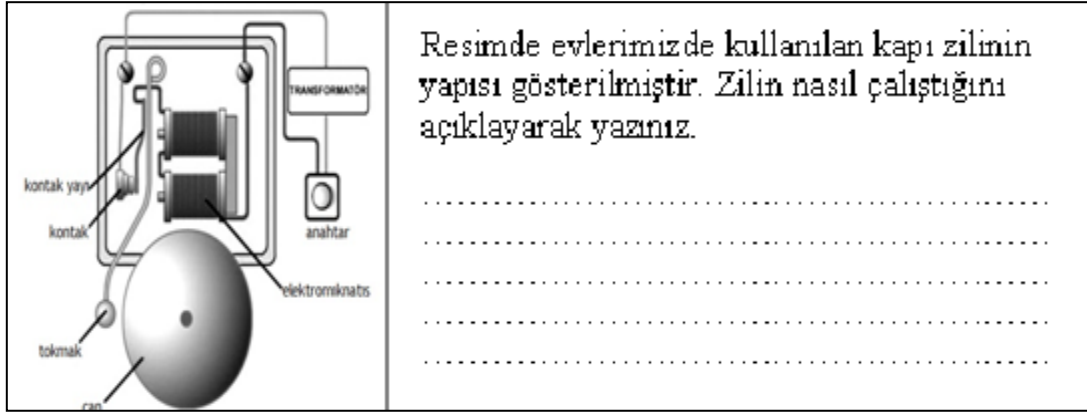 Resimde evlerimizde kullanılan kapı zilinin
yapısı gösterilmiştir. Zilin nasıl çalıştığını
açıklayarak yazınız.
TRANSFORMATÖR
kontak yayı
kontak
anahtar
elektromıknatıs
tokmak
çan